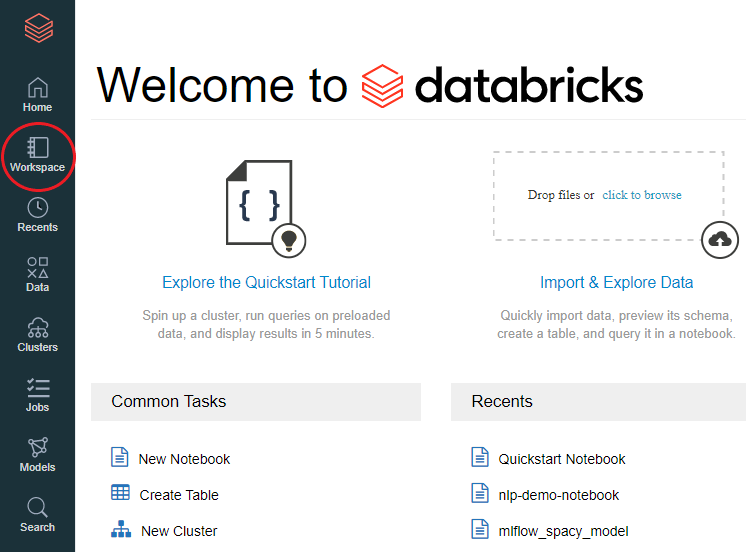 Home
Workspace
Recents
Data
Clusters
Jobs
Models
Search
Welcome to databricks
{ }
Explore the Quickstart Tutorial
Spin up a cluster, run queries on preloaded
data, and display results in 5 minutes.
Drop files or click to browse
Import & Explore Data
Quickly import data, preview its schema,
create a table, and query it in a notebook.
Common Tasks
New Notebook
Create Table
New Cluster
Recents
Quickstart Notebook
nlp-demo-notebook
mlflow_spacy_model